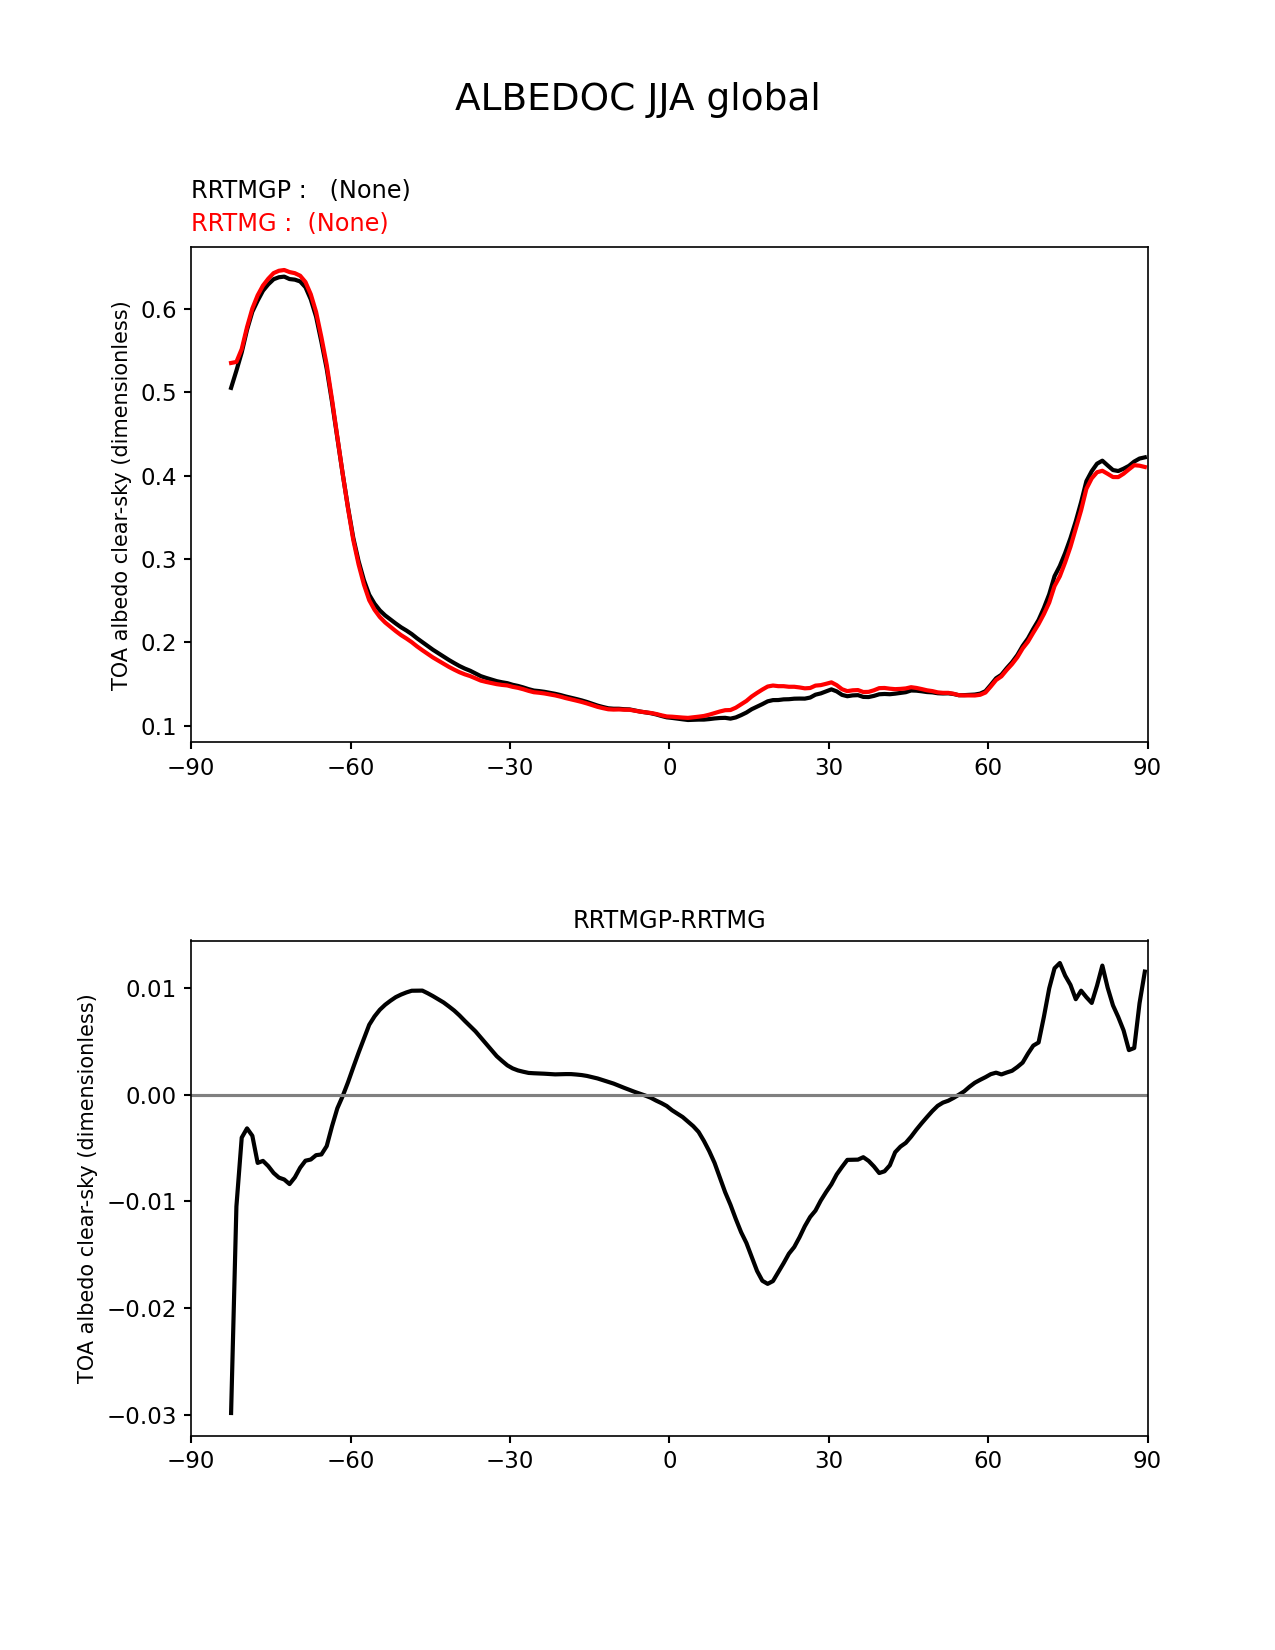 ALBEDOC JJA global
RRTMGP :   (None)
RRTMG :  (None)
TOA albedo clear-sky (dimensionless)
0.6
0.5
0.4
0.3
0.2
0.1
−90 −60 −30 0 30 60 90
RRTMGP-RRTMG
TOA albedo clear-sky (dimensionless)
0.01
0.00
−0.01
−0.02
−0.03
−90 −60 −30 0 30 60 90